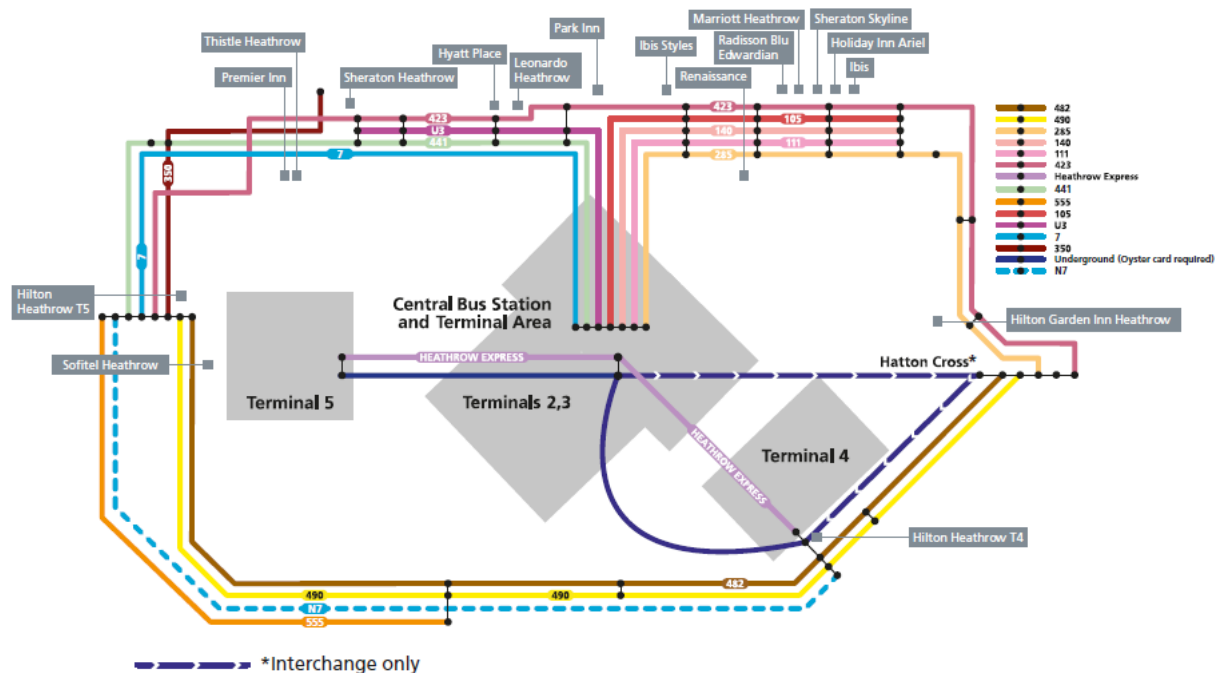 Park Inn
Marriott Heathrow
Sheraton Skyline
Thistle Heathrow
Hyatt Place
Leonardo
Heathrow
Ibis Styles
Radisson Blu
Edwardian
Holiday Inn Ariel
Premier Inn
Sheraton Heathrow
Renaissance
Ibis
423
423
U3
441
7
105
140
111
285
350
7
482
490
285
140
111
423
Heathrow Express
441
555
105
U3
7
350
Underground (Oyster card required)
N7
Hilton
Heathrow T5
Sofitel Heathrow
Central Bus Station
and Terminal Area
Hilton Garden Inn Heathrow
HEATHROW EXPRESS
Hatton Cross*
Terminal 5
Terminals 2,3
HEATHROW EXPRESS
Terminal 4
Hilton Heathrow T4
482
490
490
N7
555
*Interchange only